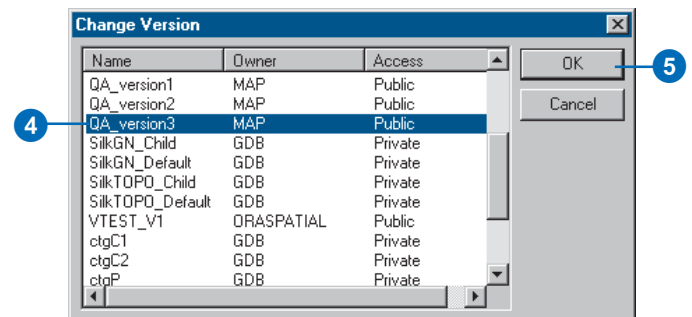 Change Version
Name Owner Access
QA_version1 MAP Public
QA_version2 MAP Public
QA_version3 MAP Public
SilkGN_Child GDB Private
SilkGN_Default GDB Private
SilkTOPO_Child GDB Private
SilkTOPO_Default GDB Private
VTEST_V1 ORASPATIAL Public
ctgC1 GDB Private
ctgC2 GDB Private
ctgP GDB Private
OK
Cancel
4
5